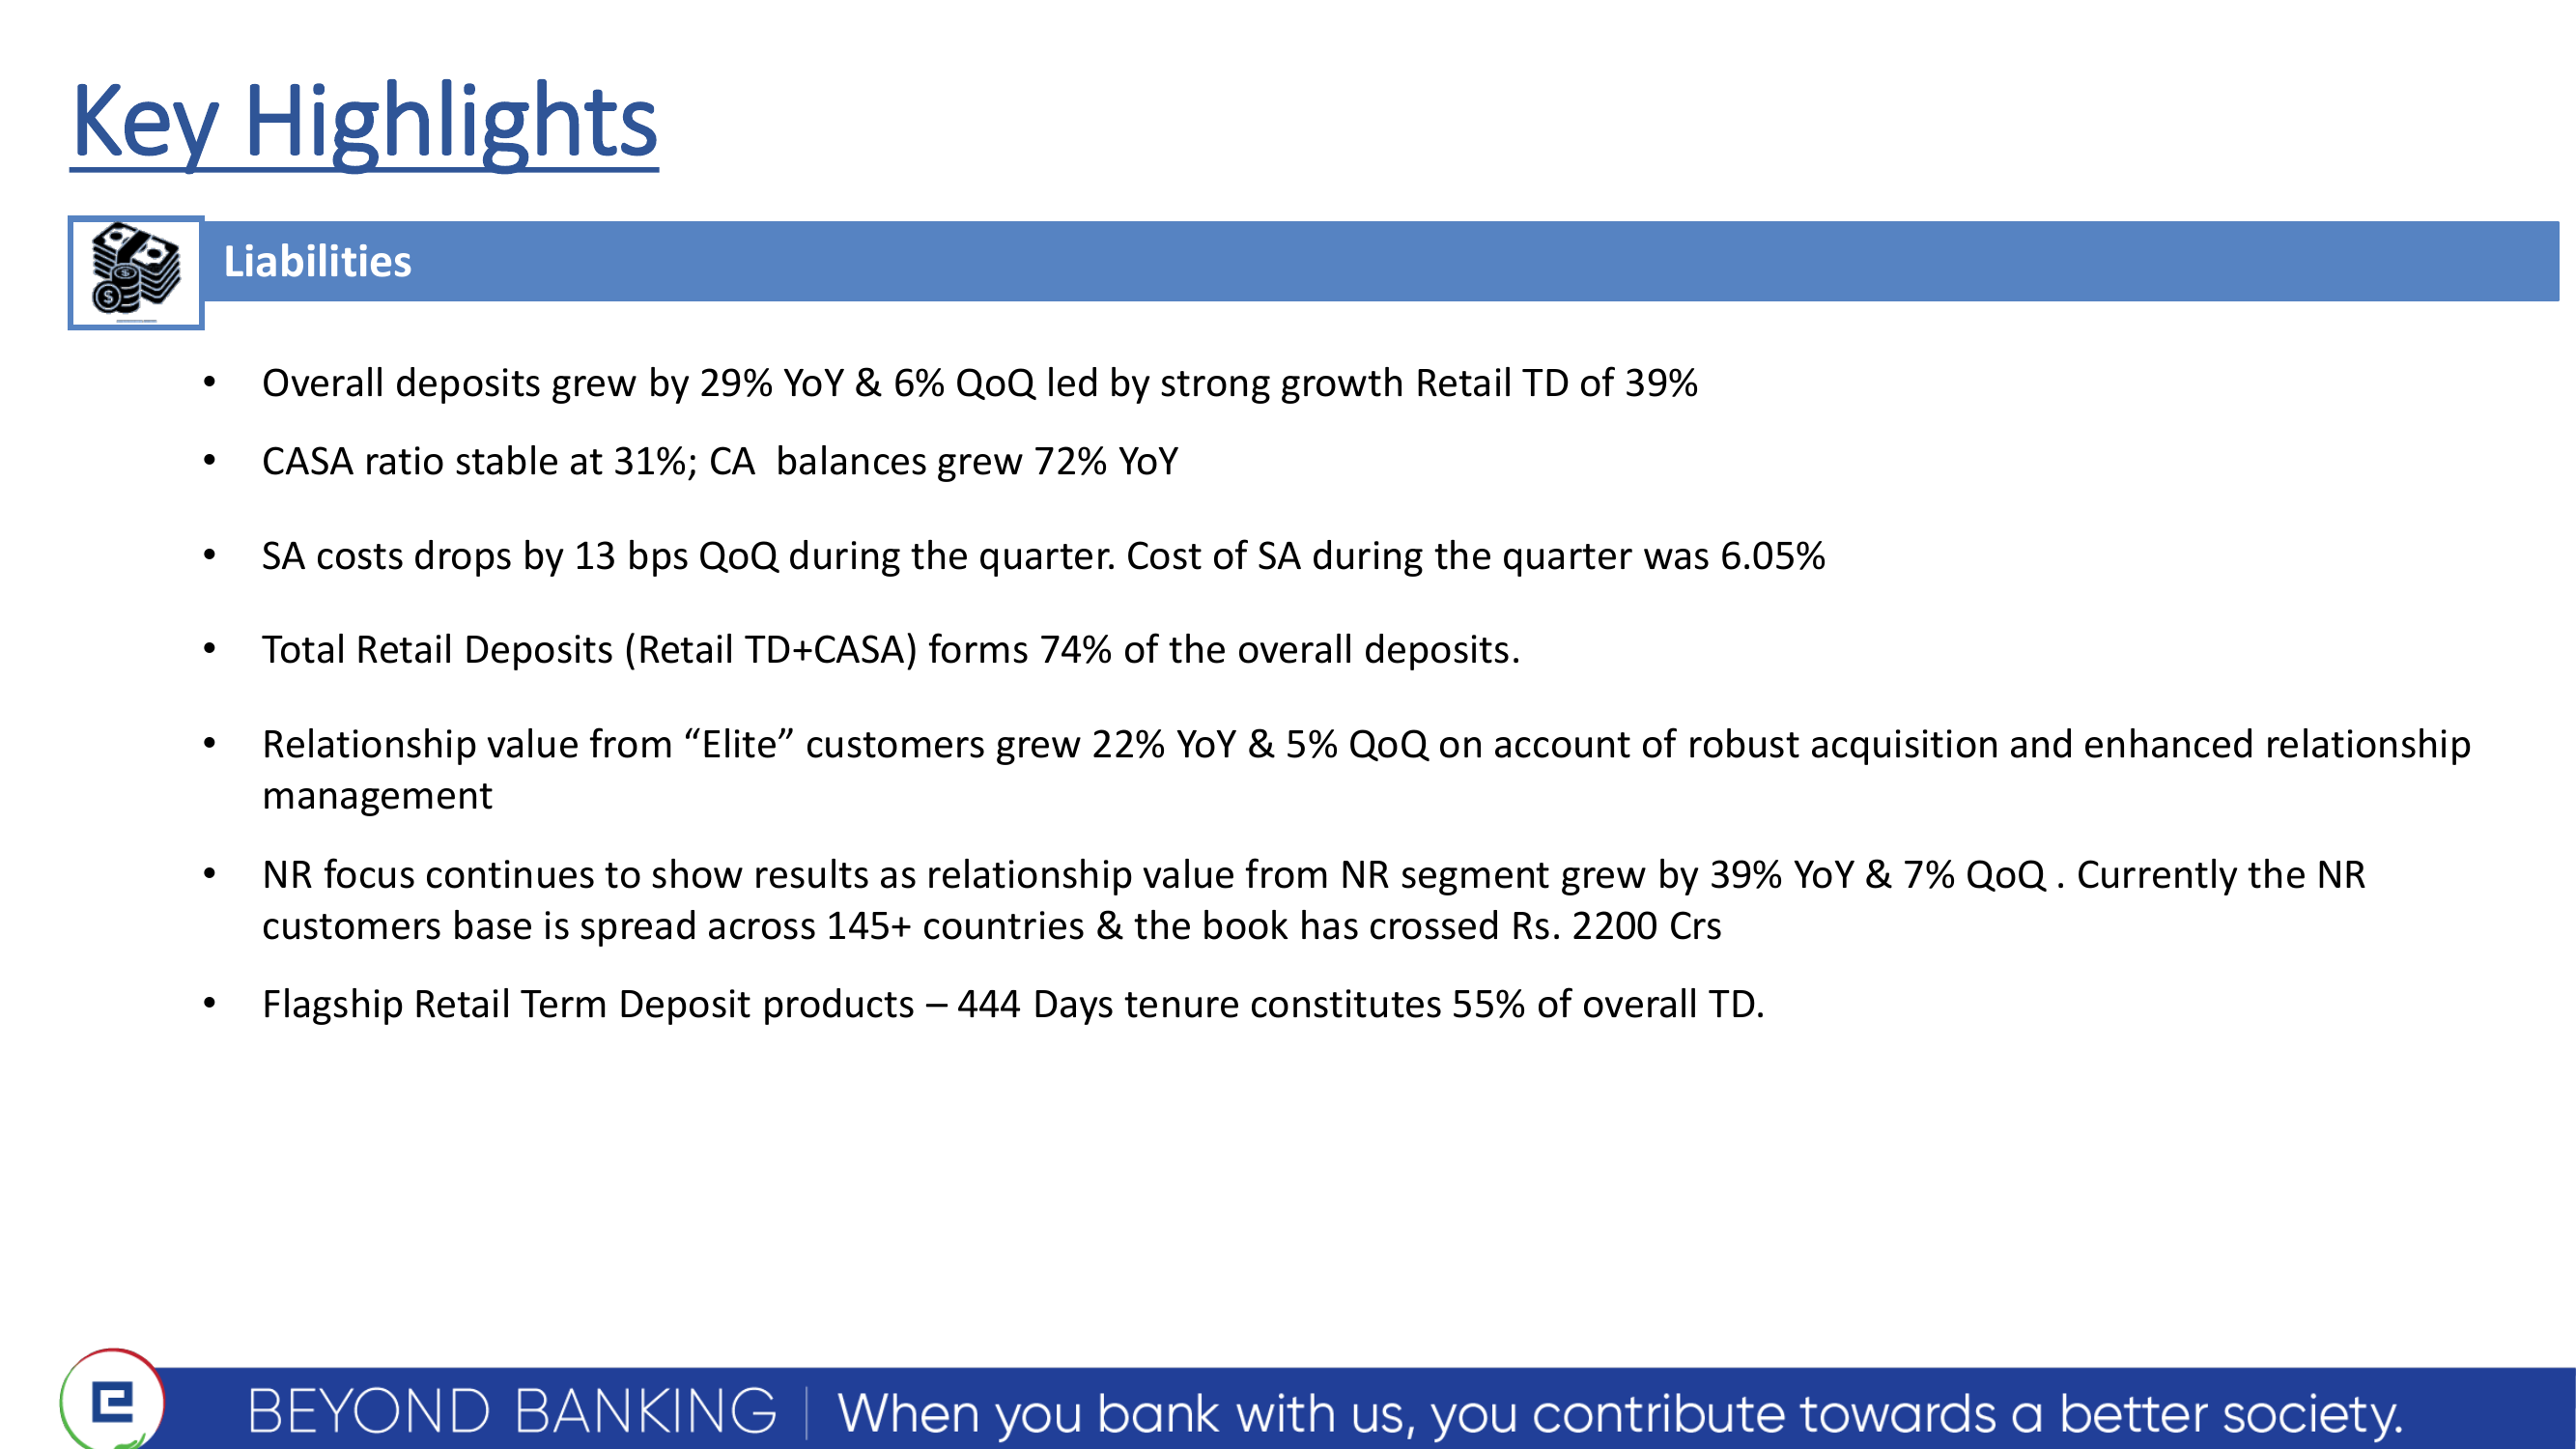 Key Highlights
Liabilities
• Overall deposits grew by 29% YoY & 6% QoQ led by strong growth Retail TD of 39%
• CASA ratio stable at 31%; CA  balances grew 72% YoY
• SA costs drops by 13 bps QoQ during the quarter. Cost of SA during the quarter was 6.05%
• Total Retail Deposits (Retail TD+CASA) forms 74% of the overall deposits.
• Relationship value from “Elite” customers grew 22% YoY & 5% QoQ on account of robust acquisition and enhanced relationship
management
• NR focus continues to show results as relationship value from NR segment grew by 39% YoY & 7% QoQ . Currently the NR
customers base is spread across 145+ countries & the book has crossed Rs. 2200 Crs
• Flagship Retail Term Deposit products – 444 Days tenure constitutes 55% of overall TD.
BEYOND BANKING | When you bank with us, you contribute towards a better society.